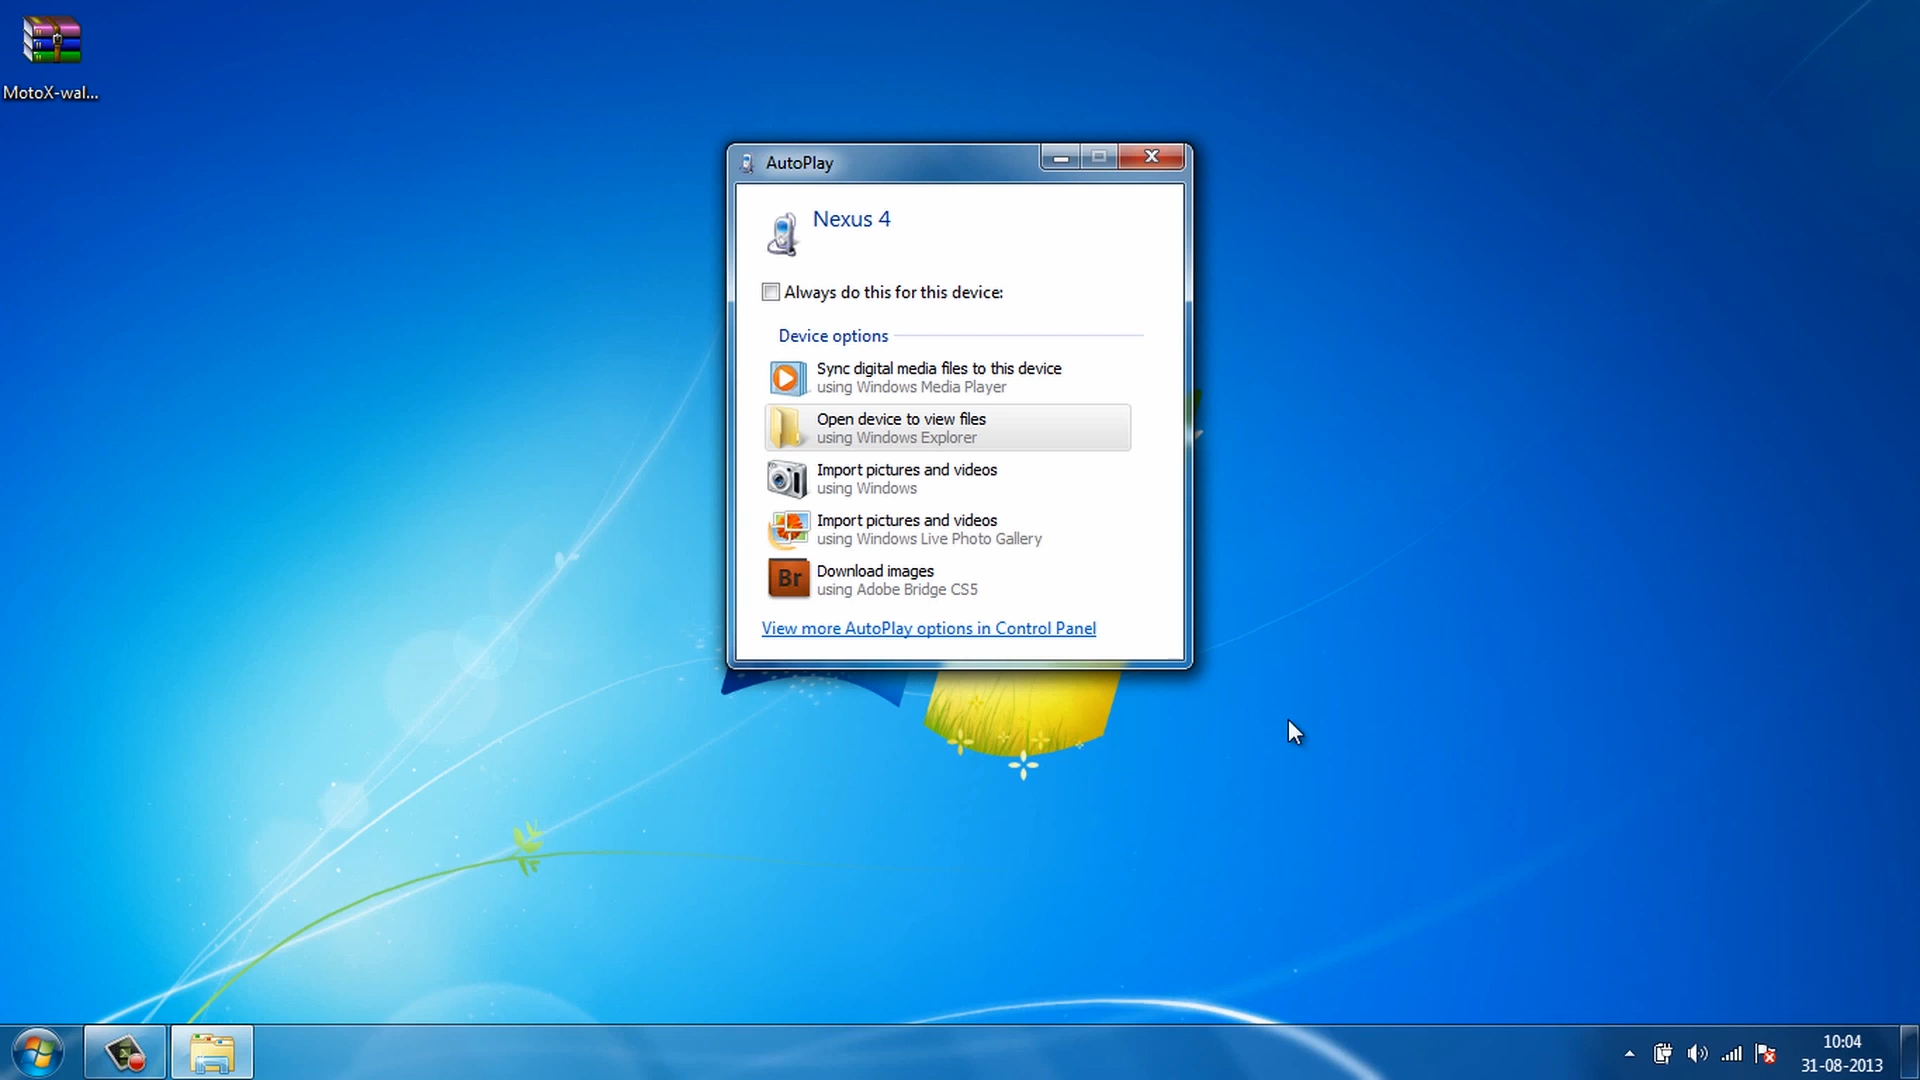 MotoX-wal...
AutoPlay
Nexus 4
Always do this for this device:
Device options
Sync digital media files to this device
using Windows Media Player
Open device to view files
using Windows Explorer
Import pictures and videos
using Windows
Import pictures and videos
using Windows Live Photo Gallery
Br
Download images
using Adobe Bridge CS5
View more AutoPlay options in Control Panel
10:04
31-08-2013